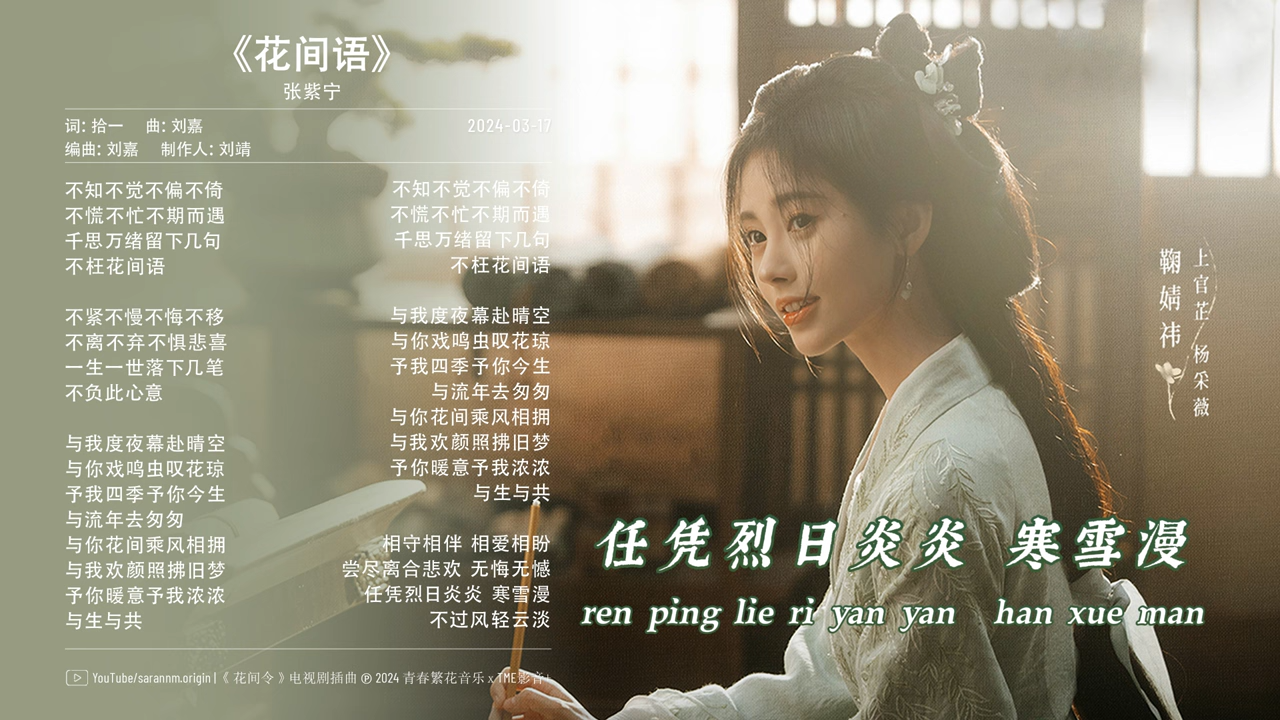 《花间语》
张紫宁
词: 拾一 曲: 刘嘉
编曲: 刘嘉 制作人: 刘靖
2024-03-17
不知不觉不偏不倚
不慌不忙不期而遇
千思万绪留下几句
不枉花间语
不紧不慢不悔不移
不离不弃不惧悲喜
一生一世落下几笔
不负此心意
与我度夜幕赴晴空
与你戏鸣虫叹花琼
予我四季予你今生
与流年去匆匆
与你花间乘风相拥
与我欢颜照拂旧梦
予你暖意予我浓浓
与生与共
不知不觉不偏不倚
不慌不忙不期而遇
千思万绪留下几句
不枉花间语
与我度夜幕赴晴空
与你戏鸣虫叹花琼
予我四季予你今生
与流年去匆匆
与你花间乘风相拥
与我欢颜照拂旧梦
予你暖意予我浓浓
与生与共
相守相伴 相爱相盼
尝尽离合悲欢 无悔无憾
任凭烈日炎炎 寒雪漫
不过风轻云淡
YouTube/sarannm.origin |《 花间令 》电视剧插曲 ℗ 2024 青春繁花音乐 x TME影音+
上官芷 / 杨采薇
鞠婧祎
任凭烈日炎炎 寒雪漫
ren ping lie ri yan yan han xue man